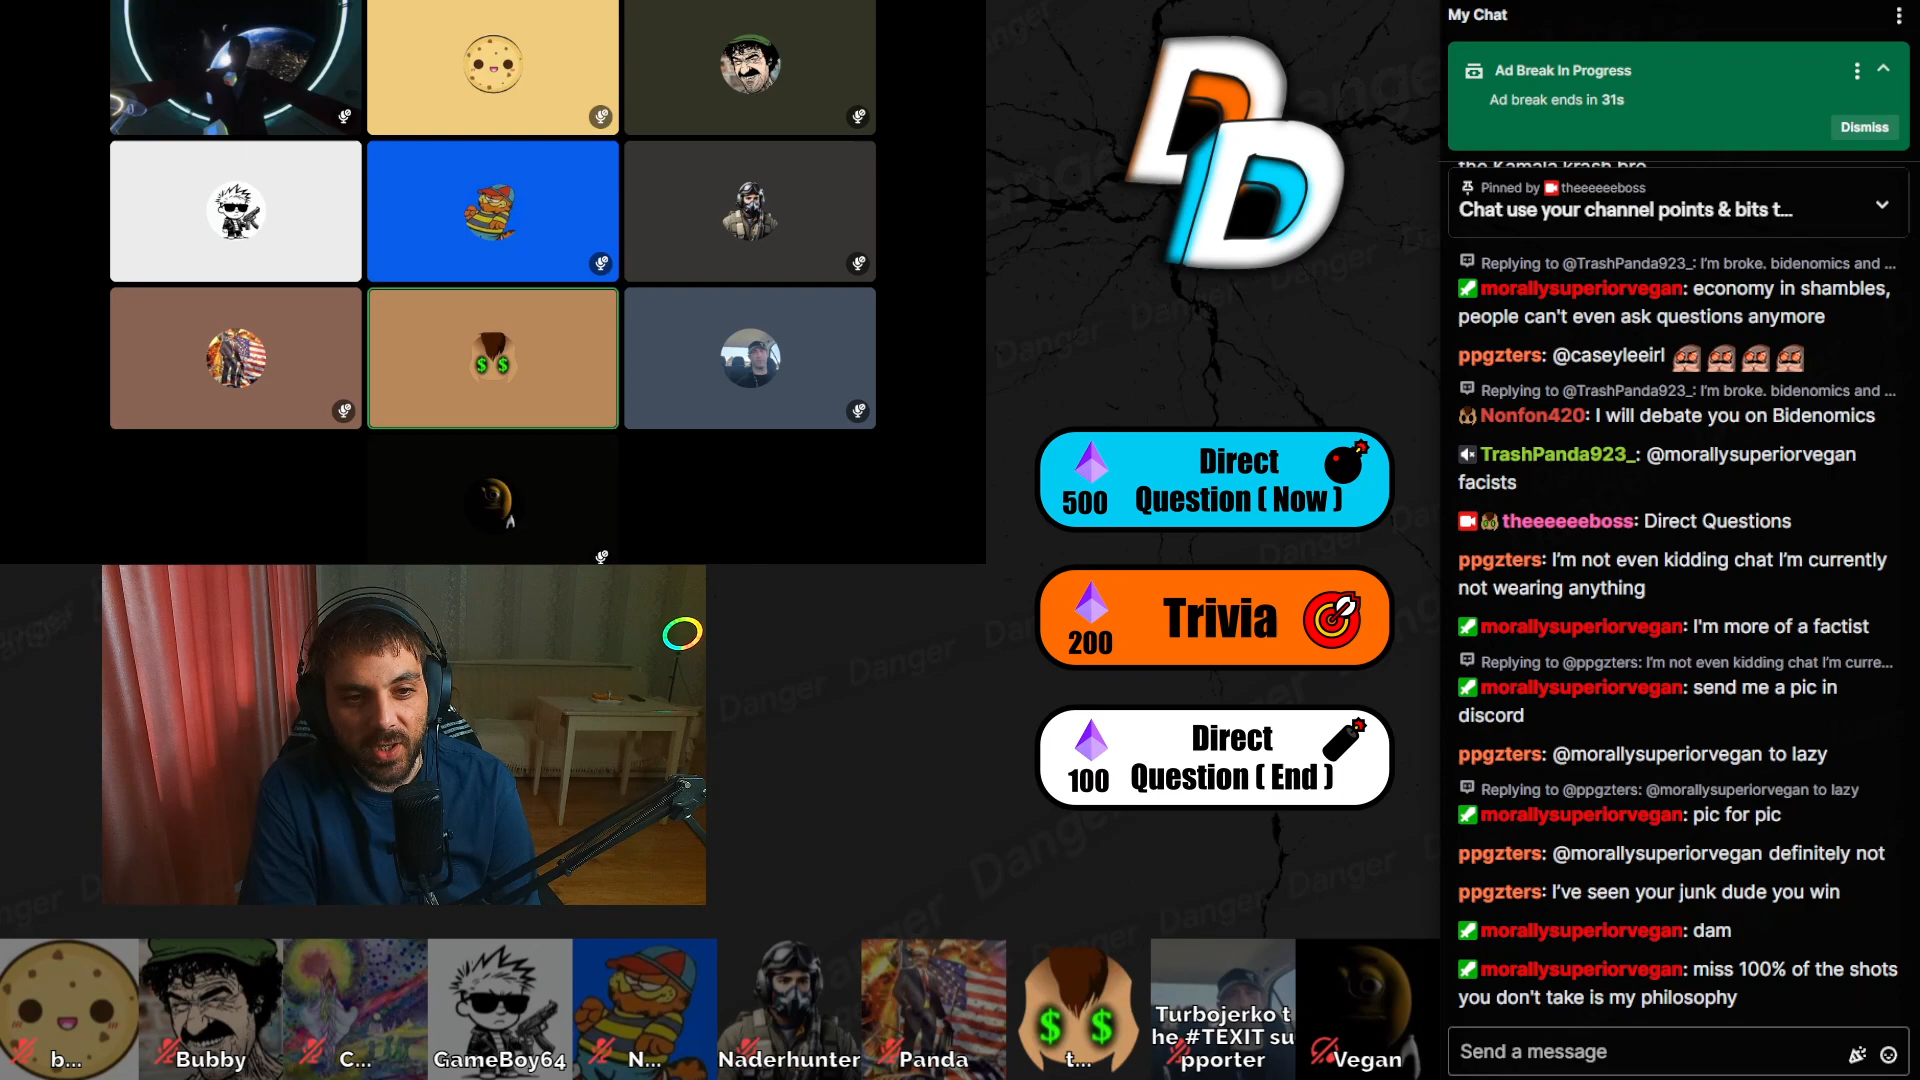 DD
Direct
Question ( Now )
500
Trivia
200
Direct
Question ( End )
100
b...
Bubby
C...
GameBoy64
N...
Naderhunter
Panda
t...
Turbojerko t
he #TEXIT su
pporter
Vegan
My Chat
Ad Break In Progress
Ad break ends in 31s
Dismiss
the Kamala krash bro
Pinned by theeeeeeboss
Chat use your channel points & bits t...
Replying to @TrashPanda923_: I'm broke. bidenomics and ...
morallysuperiorvegan: economy in shambles,
people can't even ask questions anymore
ppgzters: @caseyleeirl
Replying to @TrashPanda923_: I'm broke. bidenomics and ...
Nonfon420: I will debate you on Bidenomics
TrashPanda923_: @morallysuperiorvegan
facists
theeeeeeboss: Direct Questions
ppgzters: I'm not even kidding chat I'm currently
not wearing anything
morallysuperiorvegan: I'm more of a factist
Replying to @ppgzters: I'm not even kidding chat I'm curre...
morallysuperiorvegan: send me a pic in
discord
ppgzters: @morallysuperiorvegan to lazy
Replying to @ppgzters: @morallysuperiorvegan to lazy
morallysuperiorvegan: pic for pic
ppgzters: @morallysuperiorvegan definitely not
ppgzters: I've seen your junk dude you win
morallysuperiorvegan: dam
morallysuperiorvegan: miss 100% of the shots
you don't take is my philosophy
Send a message